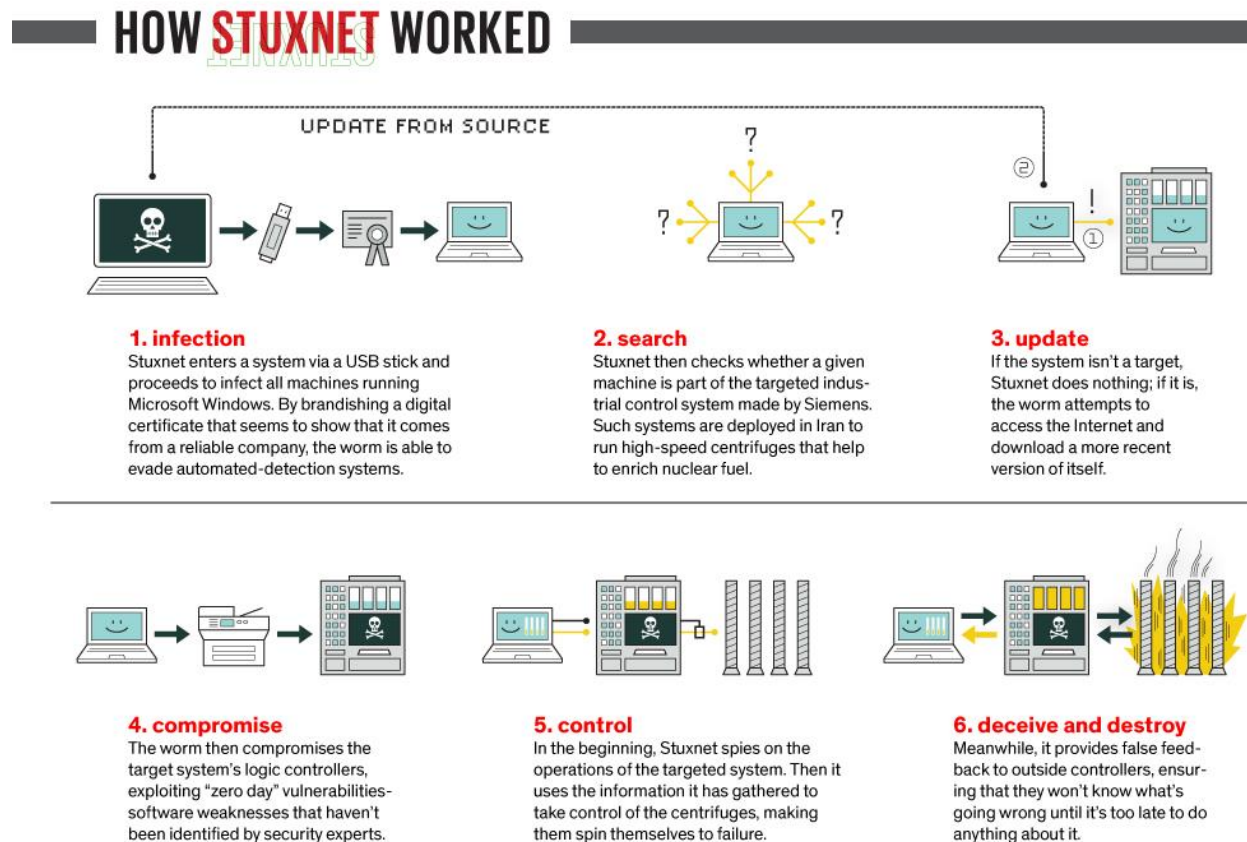 HOW STUXNET WORKED
UPDATE FROM SOURCE
?
?
?
②
!
①
1. infection
Stuxnet enters a system via a USB stick and
proceeds to infect all machines running
Microsoft Windows. By brandishing a digital
certificate that seems to show that it comes
from a reliable company, the worm is able to
evade automated-detection systems.
2. search
Stuxnet then checks whether a given
machine is part of the targeted indus-
trial control system made by Siemens.
Such systems are deployed in Iran to
run high-speed centrifuges that help
to enrich nuclear fuel.
3. update
If the system isn't a target,
Stuxnet does nothing; if it is,
the worm attempts to
access the Internet and
download a more recent
version of itself.
4. compromise
The worm then compromises the
target system's logic controllers,
exploiting “zero day” vulnerabilities-
software weaknesses that haven't
been identified by security experts.
5. control
In the beginning, Stuxnet spies on the
operations of the targeted system. Then it
uses the information it has gathered to
take control of the centrifuges, making
them spin themselves to failure.
6. deceive and destroy
Meanwhile, it provides false feed-
back to outside controllers, ensur-
ing that they won't know what's
going wrong until it's too late to do
anything about it.